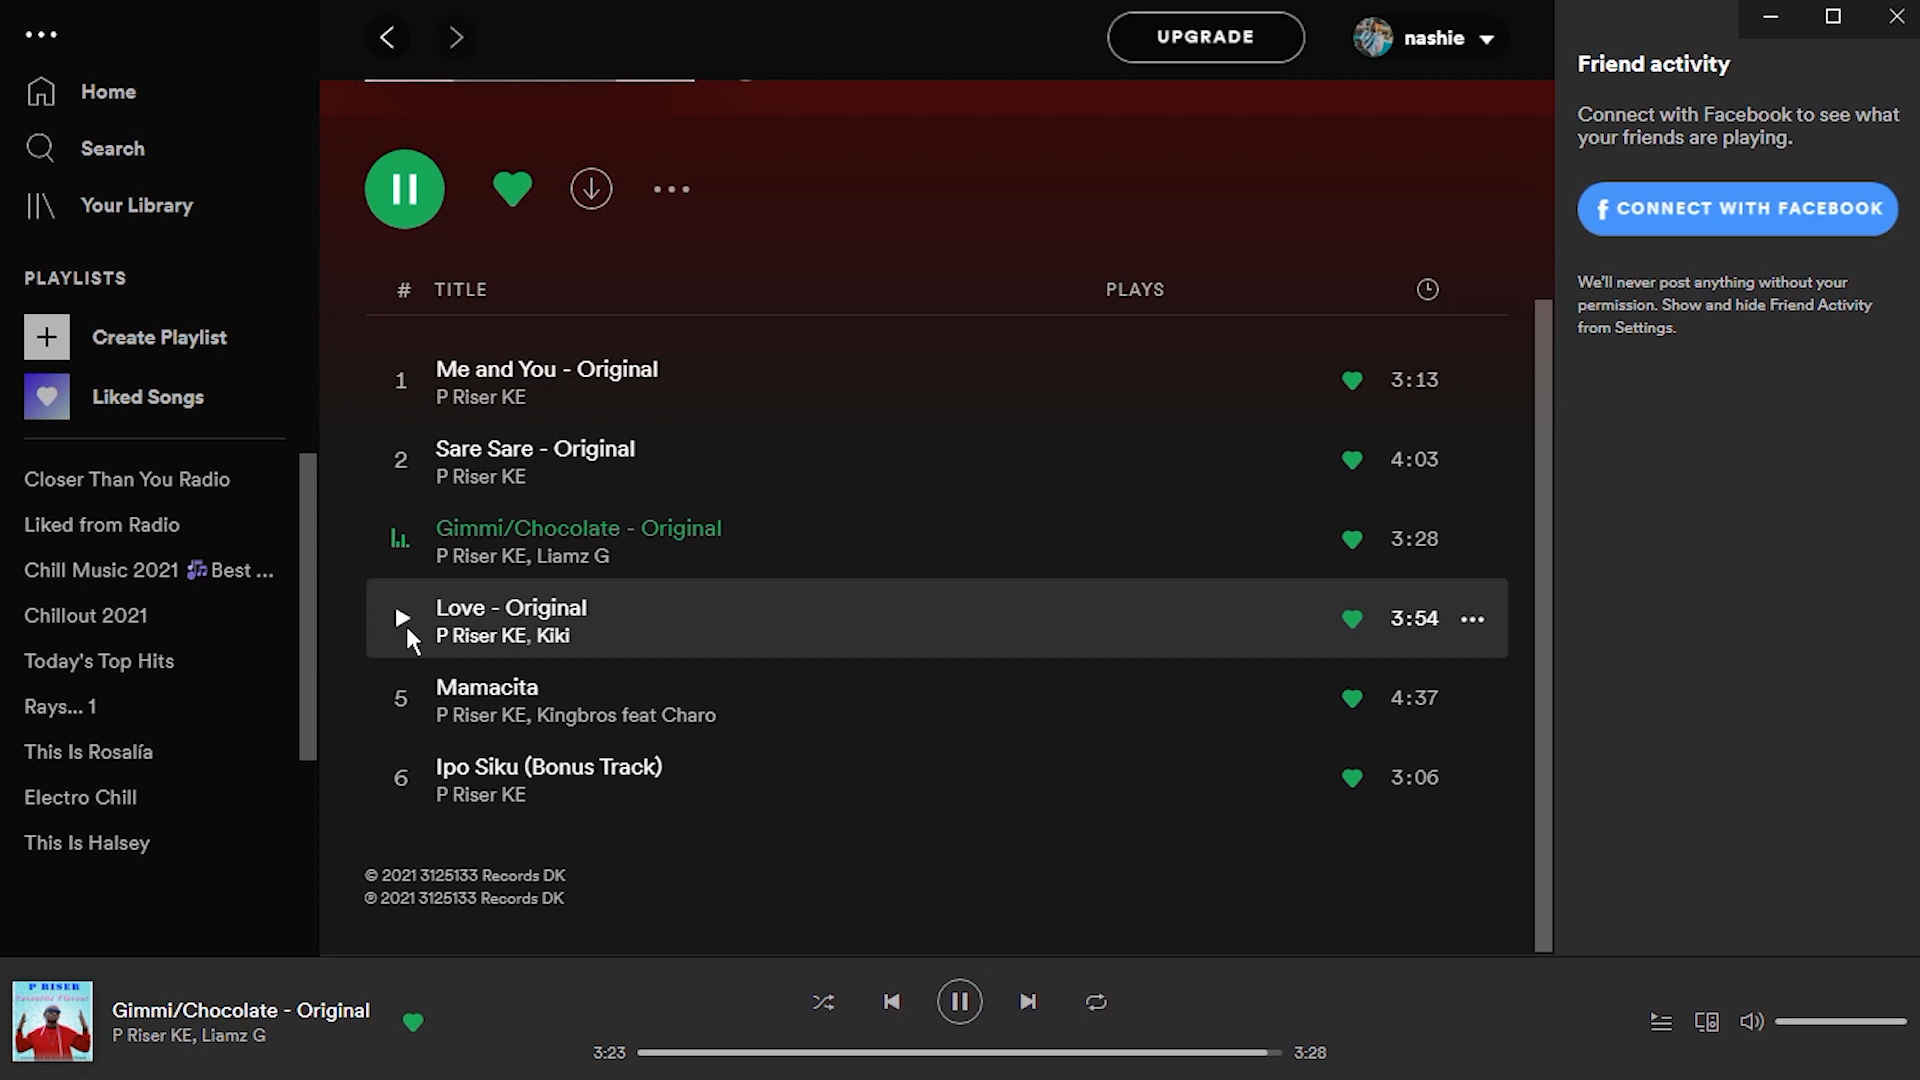 Home
Search
Your Library
PLAYLISTS
Create Playlist
Liked Songs
Closer Than You Radio
Liked from Radio
Chill Music 2021 🎶Best ...
Chillout 2021
Today's Top Hits
Rays... 1
This Is Rosalía
Electro Chill
This Is Halsey
UPGRADE
nashie
# TITLE PLAYS
1 Me and You - Original 3:13
P Riser KE
2 Sare Sare - Original 4:03
P Riser KE
Gimmi/Chocolate - Original 3:28
P Riser KE, Liamz G
Love - Original 3:54
P Riser KE, Kiki
5 Mamacita 4:37
P Riser KE, Kingbros feat Charo
6 Ipo Siku (Bonus Track) 3:06
P Riser KE
© 2021 3125133 Records DK
℗ 2021 3125133 Records DK
Friend activity
Connect with Facebook to see what
your friends are playing.
f CONNECT WITH FACEBOOK
We'll never post anything without your
permission. Show and hide Friend Activity
from Settings.
P RISER
Favourite Flavour
Gimmi/Chocolate - Original
P Riser KE, Liamz G
3:23 3:28